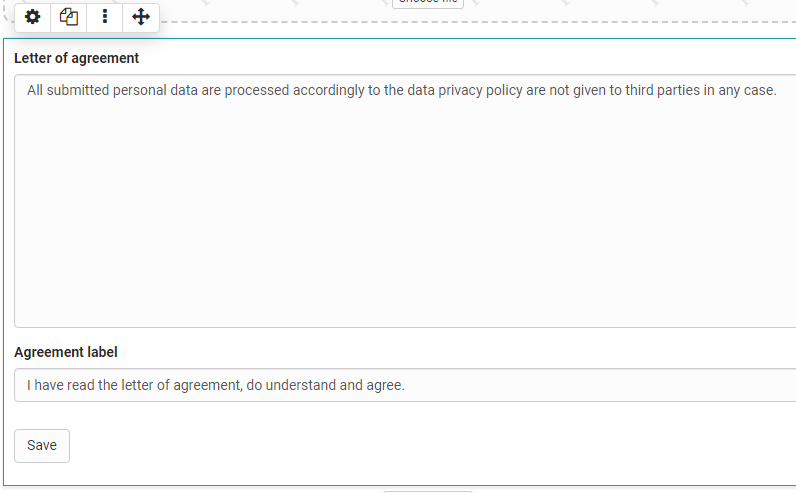 Letter of agreement
All submitted personal data are processed accordingly to the data privacy policy are not given to third parties in any case.
Agreement label
I have read the letter of agreement, do understand and agree.
Save